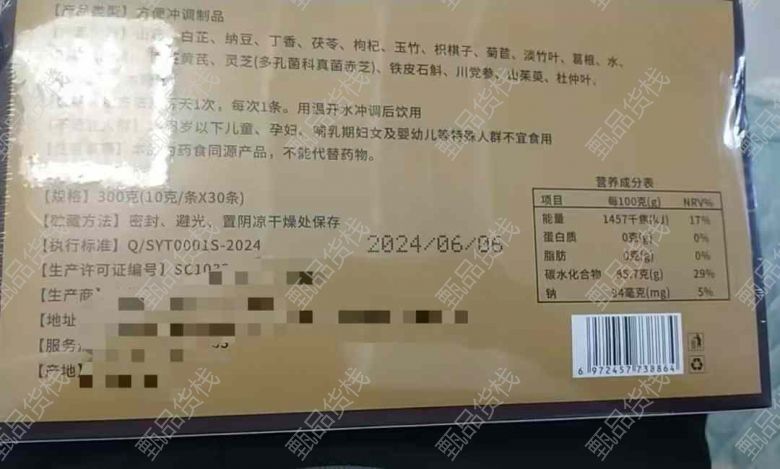 【产品类型】方便冲调制品
白芷、纳豆、丁香、茯苓、枸杞、玉竹、枳椇子、菊苣、淡竹叶、葛根、水、
黄芪、灵芝(多孔菌科真菌赤芝)、铁皮石斛、川党参、山茱萸、杜仲叶、
天1次，每次1条。用温开水冲调后饮用
岁以下儿童、孕妇、哺乳期妇女及婴幼儿等特殊人群不宜食用
药食同源产品，不能代替药物。
【规格】300克(10克/条X30条)
【贮藏方法】密封、避光、置阴凉干燥处保存
【执行标准】Q/SYT0001S-2024
2024/06/06
【生产许可证编号】SC103
【生产商
【地址
【服务
【产地】
营养成分表
项目 每100克(g) NRV%
能量 1457千焦(kJ) 17%
蛋白质 0克(g) 0%
脂肪 0克(g) 0%
碳水化合物 85.7克(g) 29%
钠 94毫克(mg) 5%
6 972457 738864
甄品货栈